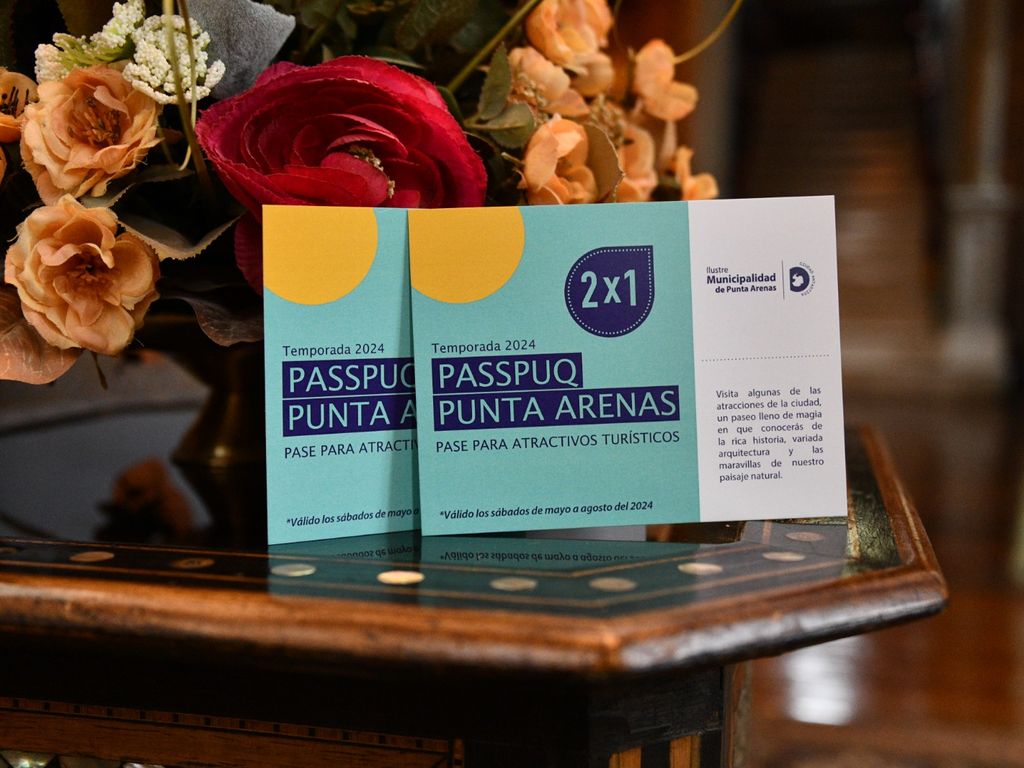 Temporada 2024
PASSPUQ
PUNTA A
PASE PARA ATRACTIV
*Válido los sábados de mayo a
2x1
Temporada 2024
PASSPUQ
PUNTA ARENAS
PASE PARA ATRACTIVOS TURÍSTICOS
*Válido los sábados de mayo a agosto del 2024
Ilustre
Municipalidad
de Punta Arenas
Visita algunas de las
atracciones de la ciudad,
un paseo lleno de magia
en que conocerás de
la rica historia, variada
arquitectura y las
maravillas de nuestro
paisaje natural.